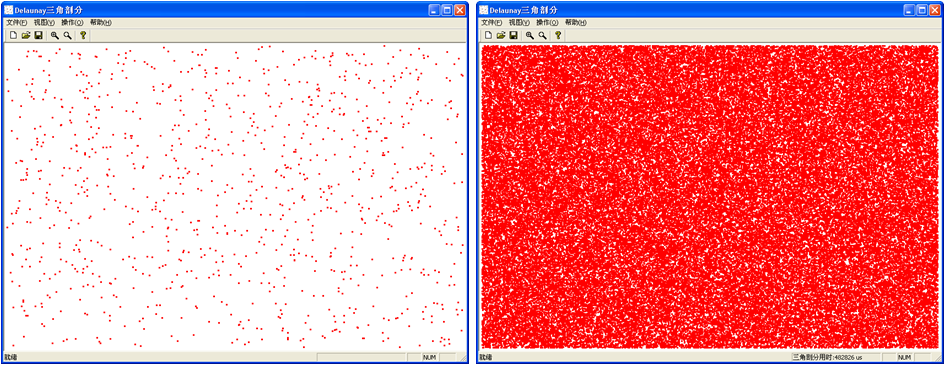 Delaunay三角剖分
文件(F) 视图(V) 操作(O) 帮助(H)
就绪 NUM
Delaunay三角剖分
文件(F) 视图(V) 操作(O) 帮助(H)
就绪 三角剖分用时:482826 us NUM